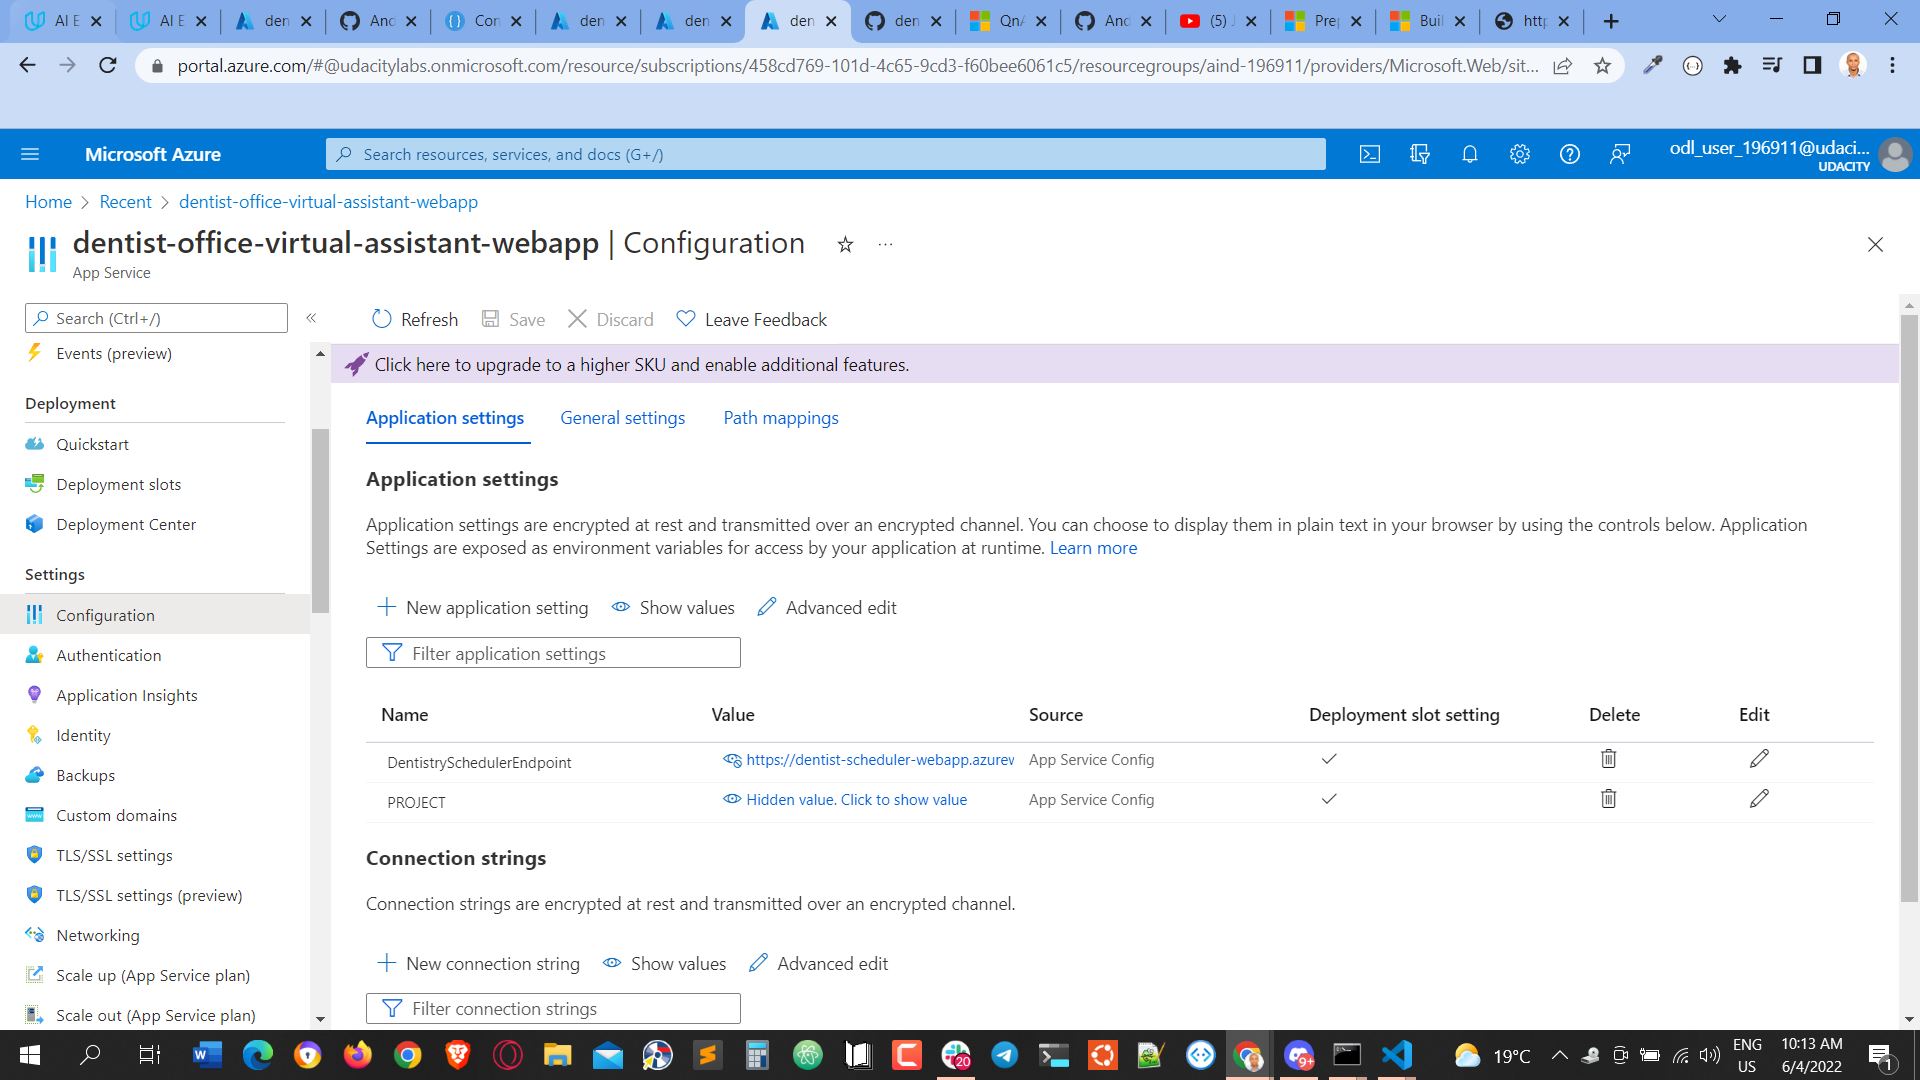 AI E
AI E
den
And
Con
den
den
den
den
QnA
And
(5) J
Prep
Buil
http
portal.azure.com/#@udacitylabs.onmicrosoft.com/resource/subscriptions/458cd769-101d-4c65-9cd3-f60bee6061c5/resourcegroups/aind-196911/providers/Microsoft.Web/sit...
Microsoft Azure
Search resources, services, and docs (G+/)
odl_user_196911@udaci...
UDACITY
Home > Recent > dentist-office-virtual-assistant-webapp
dentist-office-virtual-assistant-webapp | Configuration
App Service
Search (Ctrl+/)
Events (preview)
Deployment
Quickstart
Deployment slots
Deployment Center
Settings
Configuration
Authentication
Application Insights
Identity
Backups
Custom domains
TLS/SSL settings
TLS/SSL settings (preview)
Networking
Scale up (App Service plan)
Scale out (App Service plan)
Refresh Save Discard Leave Feedback
Click here to upgrade to a higher SKU and enable additional features.
Application settings General settings Path mappings
Application settings
Application settings are encrypted at rest and transmitted over an encrypted channel. You can choose to display them in plain text in your browser by using the controls below. Application
Settings are exposed as environment variables for access by your application at runtime. Learn more
New application setting Show values Advanced edit
Filter application settings
Name Value Source Deployment slot setting Delete Edit
DentistrySchedulerEndpoint https://dentist-scheduler-webapp.azurew App Service Config
PROJECT Hidden value. Click to show value App Service Config
Connection strings
Connection strings are encrypted at rest and transmitted over an encrypted channel.
New connection string Show values Advanced edit
Filter connection strings
20
9+
19°C
ENG
US
10:13 AM
6/4/2022
1